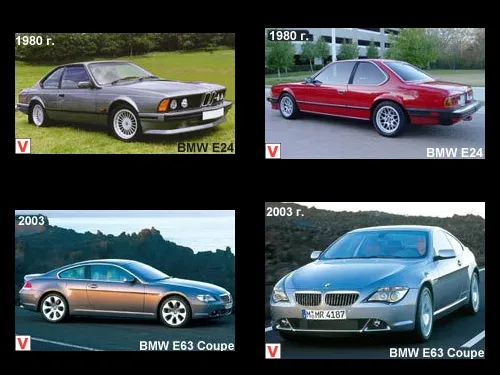 1980 г.
V
BMW E24
1980 г.
V
BMW E24
2003
V
BMW E63 Coupe
2003 г.
M·MR 4187
V
BMW E63 Coupe